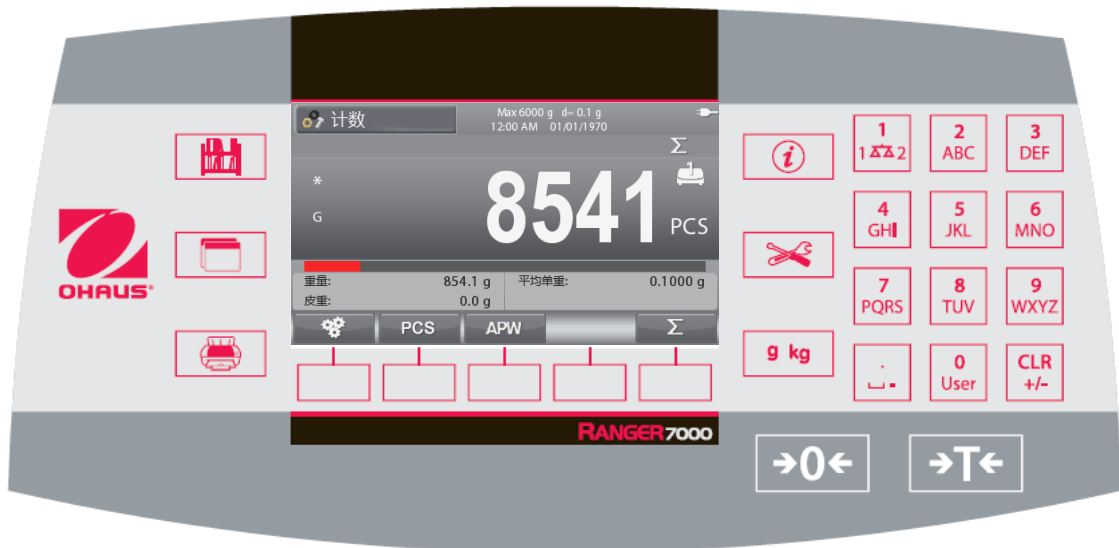 计数
Max 6000 g d= 0.1 g
12:00 AM 01/01/1970
Σ
1
*
8541
G
PCS
重量: 854.1 g 平均单重: 0.1000 g
皮重: 0.0 g
PCS APW Σ
OHAUS
i
g kg
1 2 3
1 2 ABC DEF
4 5 6
GHI JKL MNO
7 8 9
PQRS TUV WXYZ
. 0 CLR
User +/-
RANGER 7000
→0← →T←